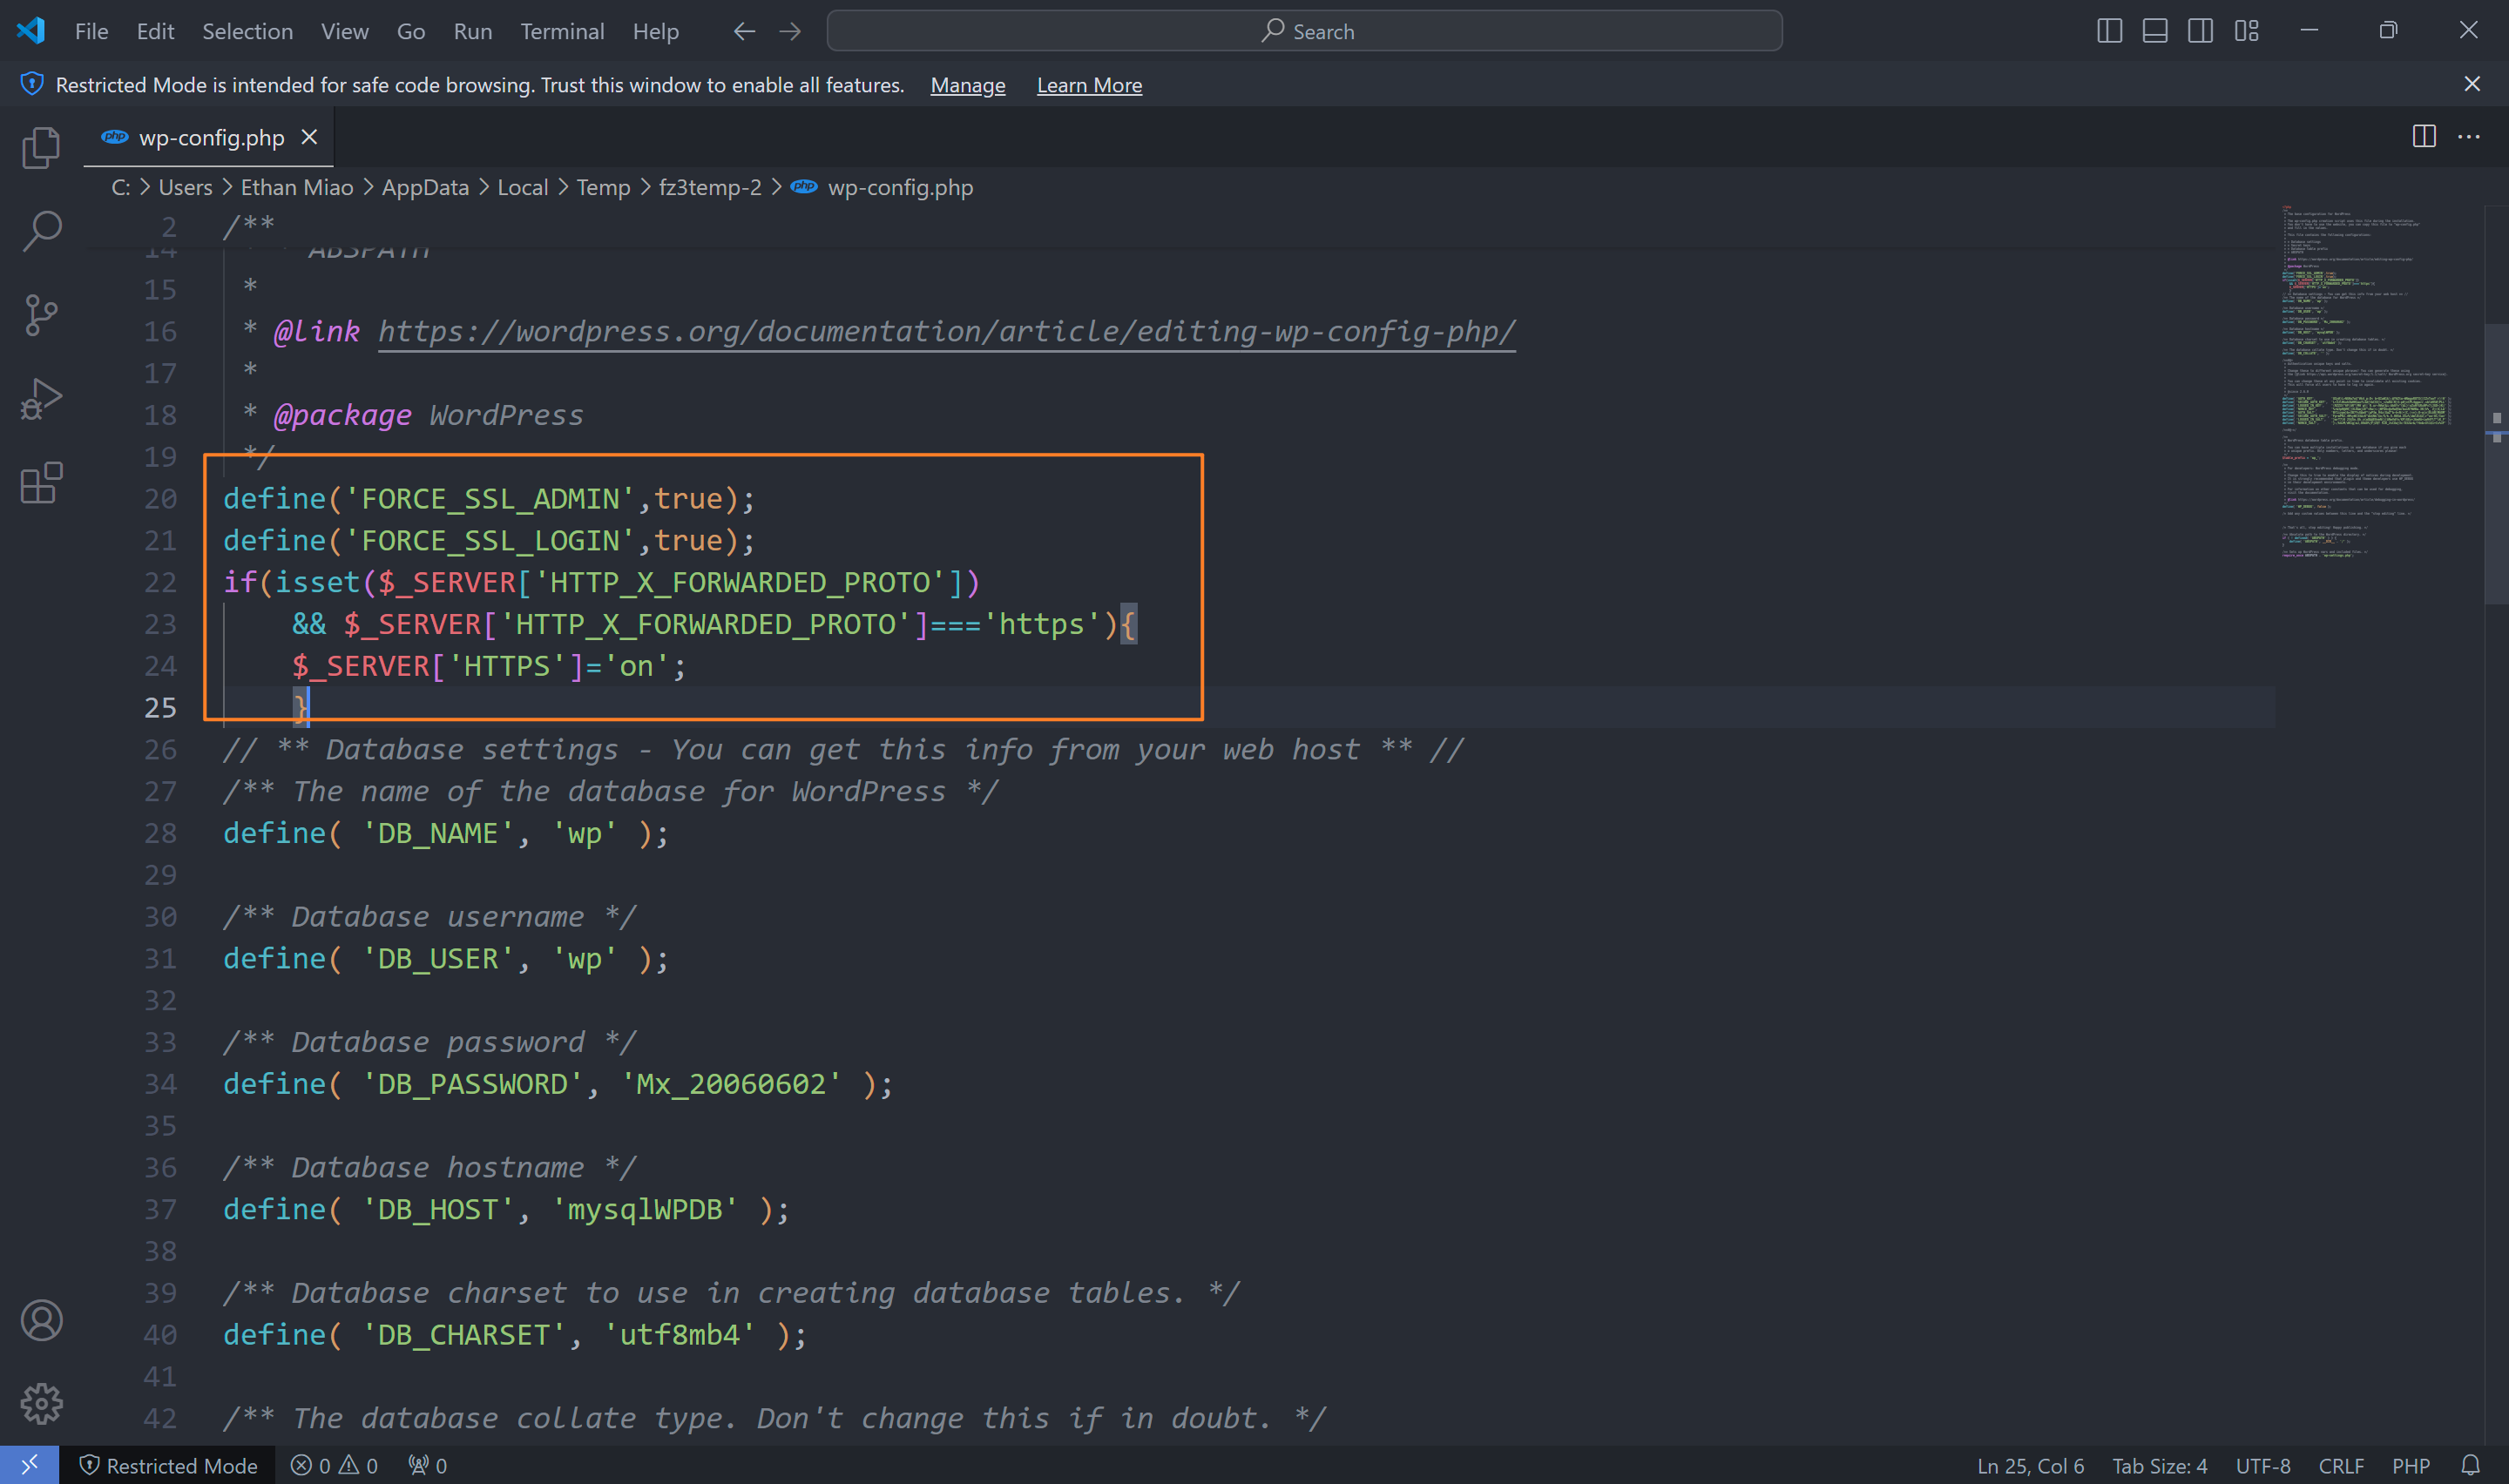 File Edit Selection View Go Run Terminal Help
Search
Restricted Mode is intended for safe code browsing. Trust this window to enable all features. Manage Learn More
php wp-config.php
C: > Users > Ethan Miao > AppData > Local > Temp > fz3temp-2 > php wp-config.php
2 /**
14 * * ABSPATH
15 *
16 * @link https://wordpress.org/documentation/article/editing-wp-config-php/
17 *
18 * @package WordPress
19 */
20 define('FORCE_SSL_ADMIN',true);
21 define('FORCE_SSL_LOGIN',true);
22 if(isset($_SERVER['HTTP_X_FORWARDED_PROTO'])
23 && $_SERVER['HTTP_X_FORWARDED_PROTO']==='https'){
24 $_SERVER['HTTPS']='on';
25 }
26 // ** Database settings - You can get this info from your web host ** //
27 /** The name of the database for WordPress */
28 define( 'DB_NAME', 'wp' );
29
30 /** Database username */
31 define( 'DB_USER', 'wp' );
32
33 /** Database password */
34 define( 'DB_PASSWORD', 'Mx_20060602' );
35
36 /** Database hostname */
37 define( 'DB_HOST', 'mysqlWPDB' );
38
39 /** Database charset to use in creating database tables. */
40 define( 'DB_CHARSET', 'utf8mb4' );
41
42 /** The database collate type. Don't change this if in doubt. */
Restricted Mode 0 0 0 Ln 25, Col 6 Tab Size: 4 UTF-8 CRLF PHP